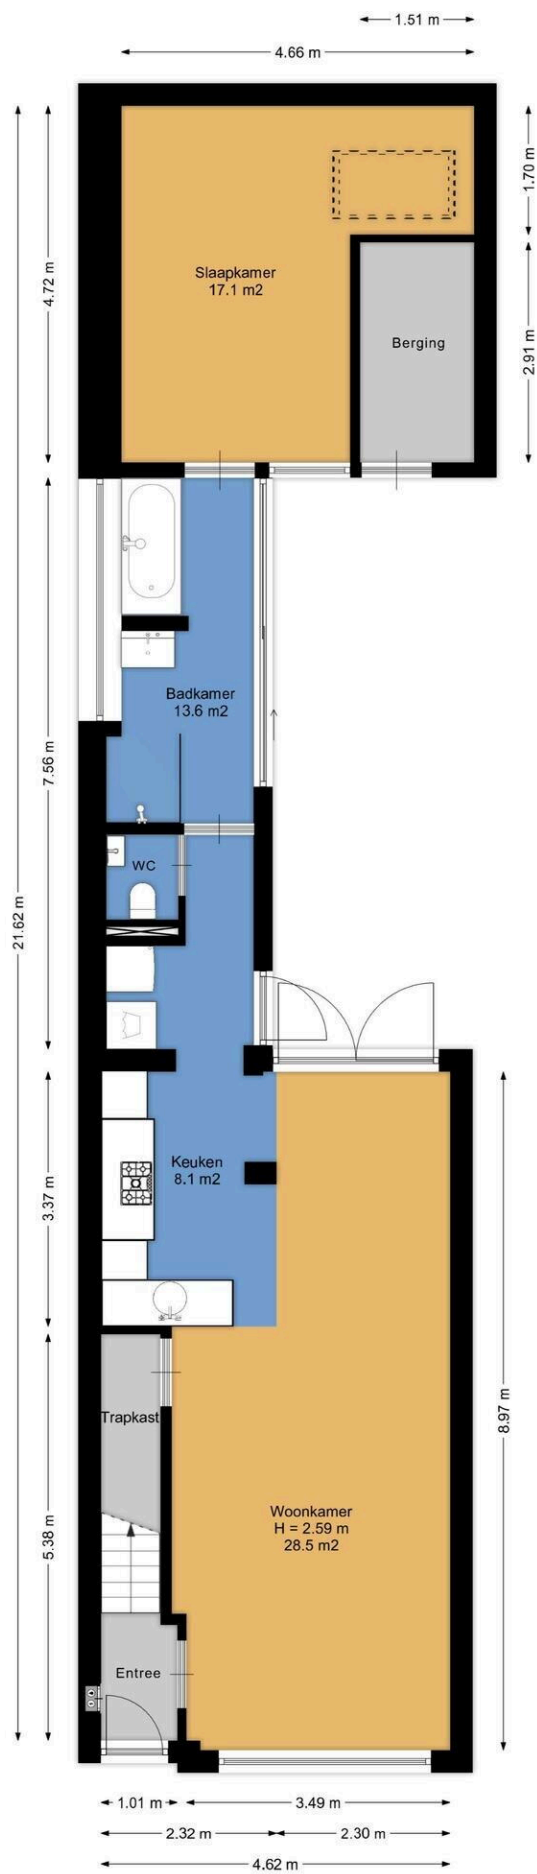 1.51 m
4.66 m
1.70 m
4.72 m
Slaapkamer
17.1 m2
Berging
2.91 m
Badkamer
13.6 m2
7.56 m
WC
21.62 m
Keuken
8.1 m2
3.37 m
8.97 m
Trapkast
Woonkamer
H = 2.59 m
28.5 m2
5.38 m
Entree
1.01 m
3.49 m
2.32 m
2.30 m
4.62 m